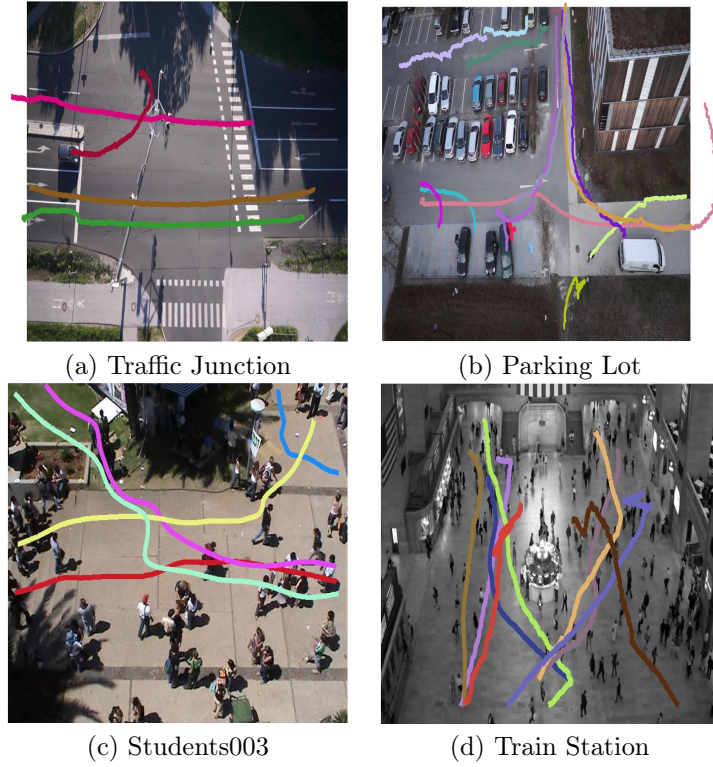 (a) Traffic Junction
(b) Parking Lot
(c) Students003
(d) Train Station